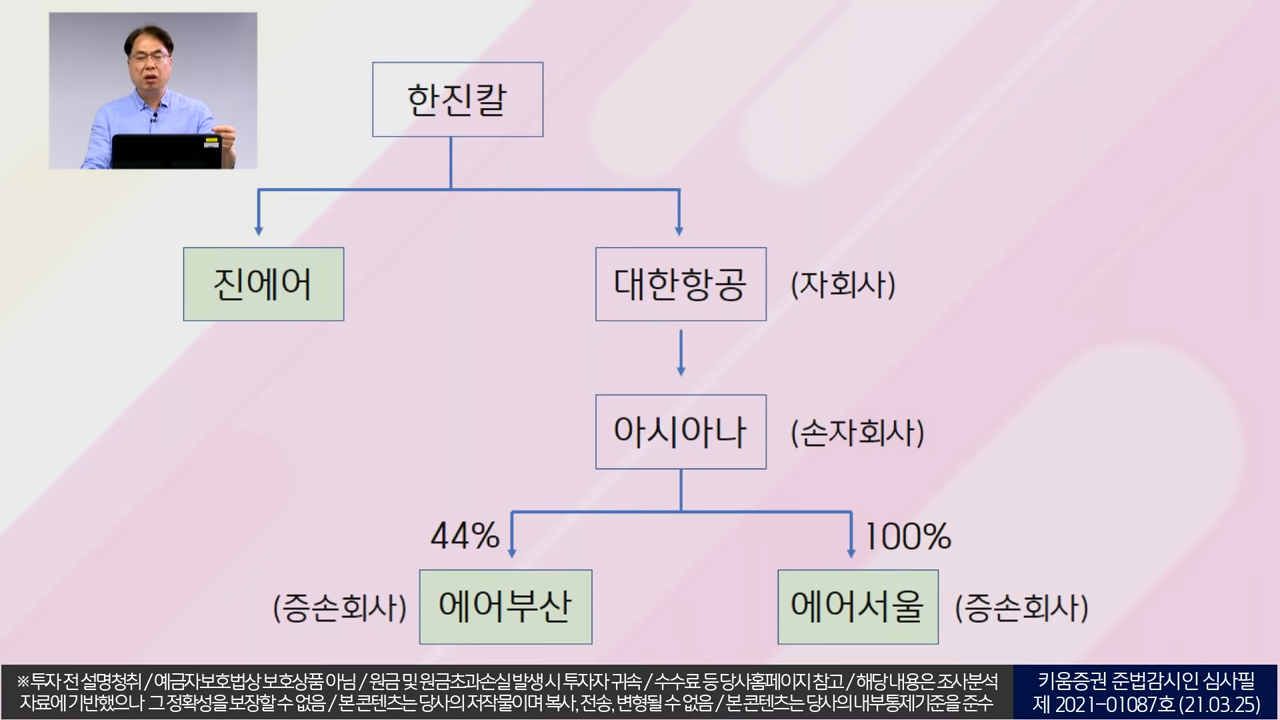 한진칼
진에어
대한항공 (자회사)
아시아나 (손자회사)
44% 100%
(증손회사) 에어부산 에어서울 (증손회사)
※투자 전 설명청취 / 예금자보호법상 보호상품 아님 / 원금 및 원금초과손실 발생 시 투자자 귀속 / 수수료 등 당사홈페이지 참고 / 해당 내용은 조사분석
자료에 기반했으나 그 정확성을 보장할 수 없음 / 본 콘텐츠는 당사의 저작물이며 복사, 전송, 변형될 수 없음 / 본 콘텐츠는 당사의 내부통제기준을 준수
키움증권 준법감시인 심사필
제 2021-01087호 (21.03.25)